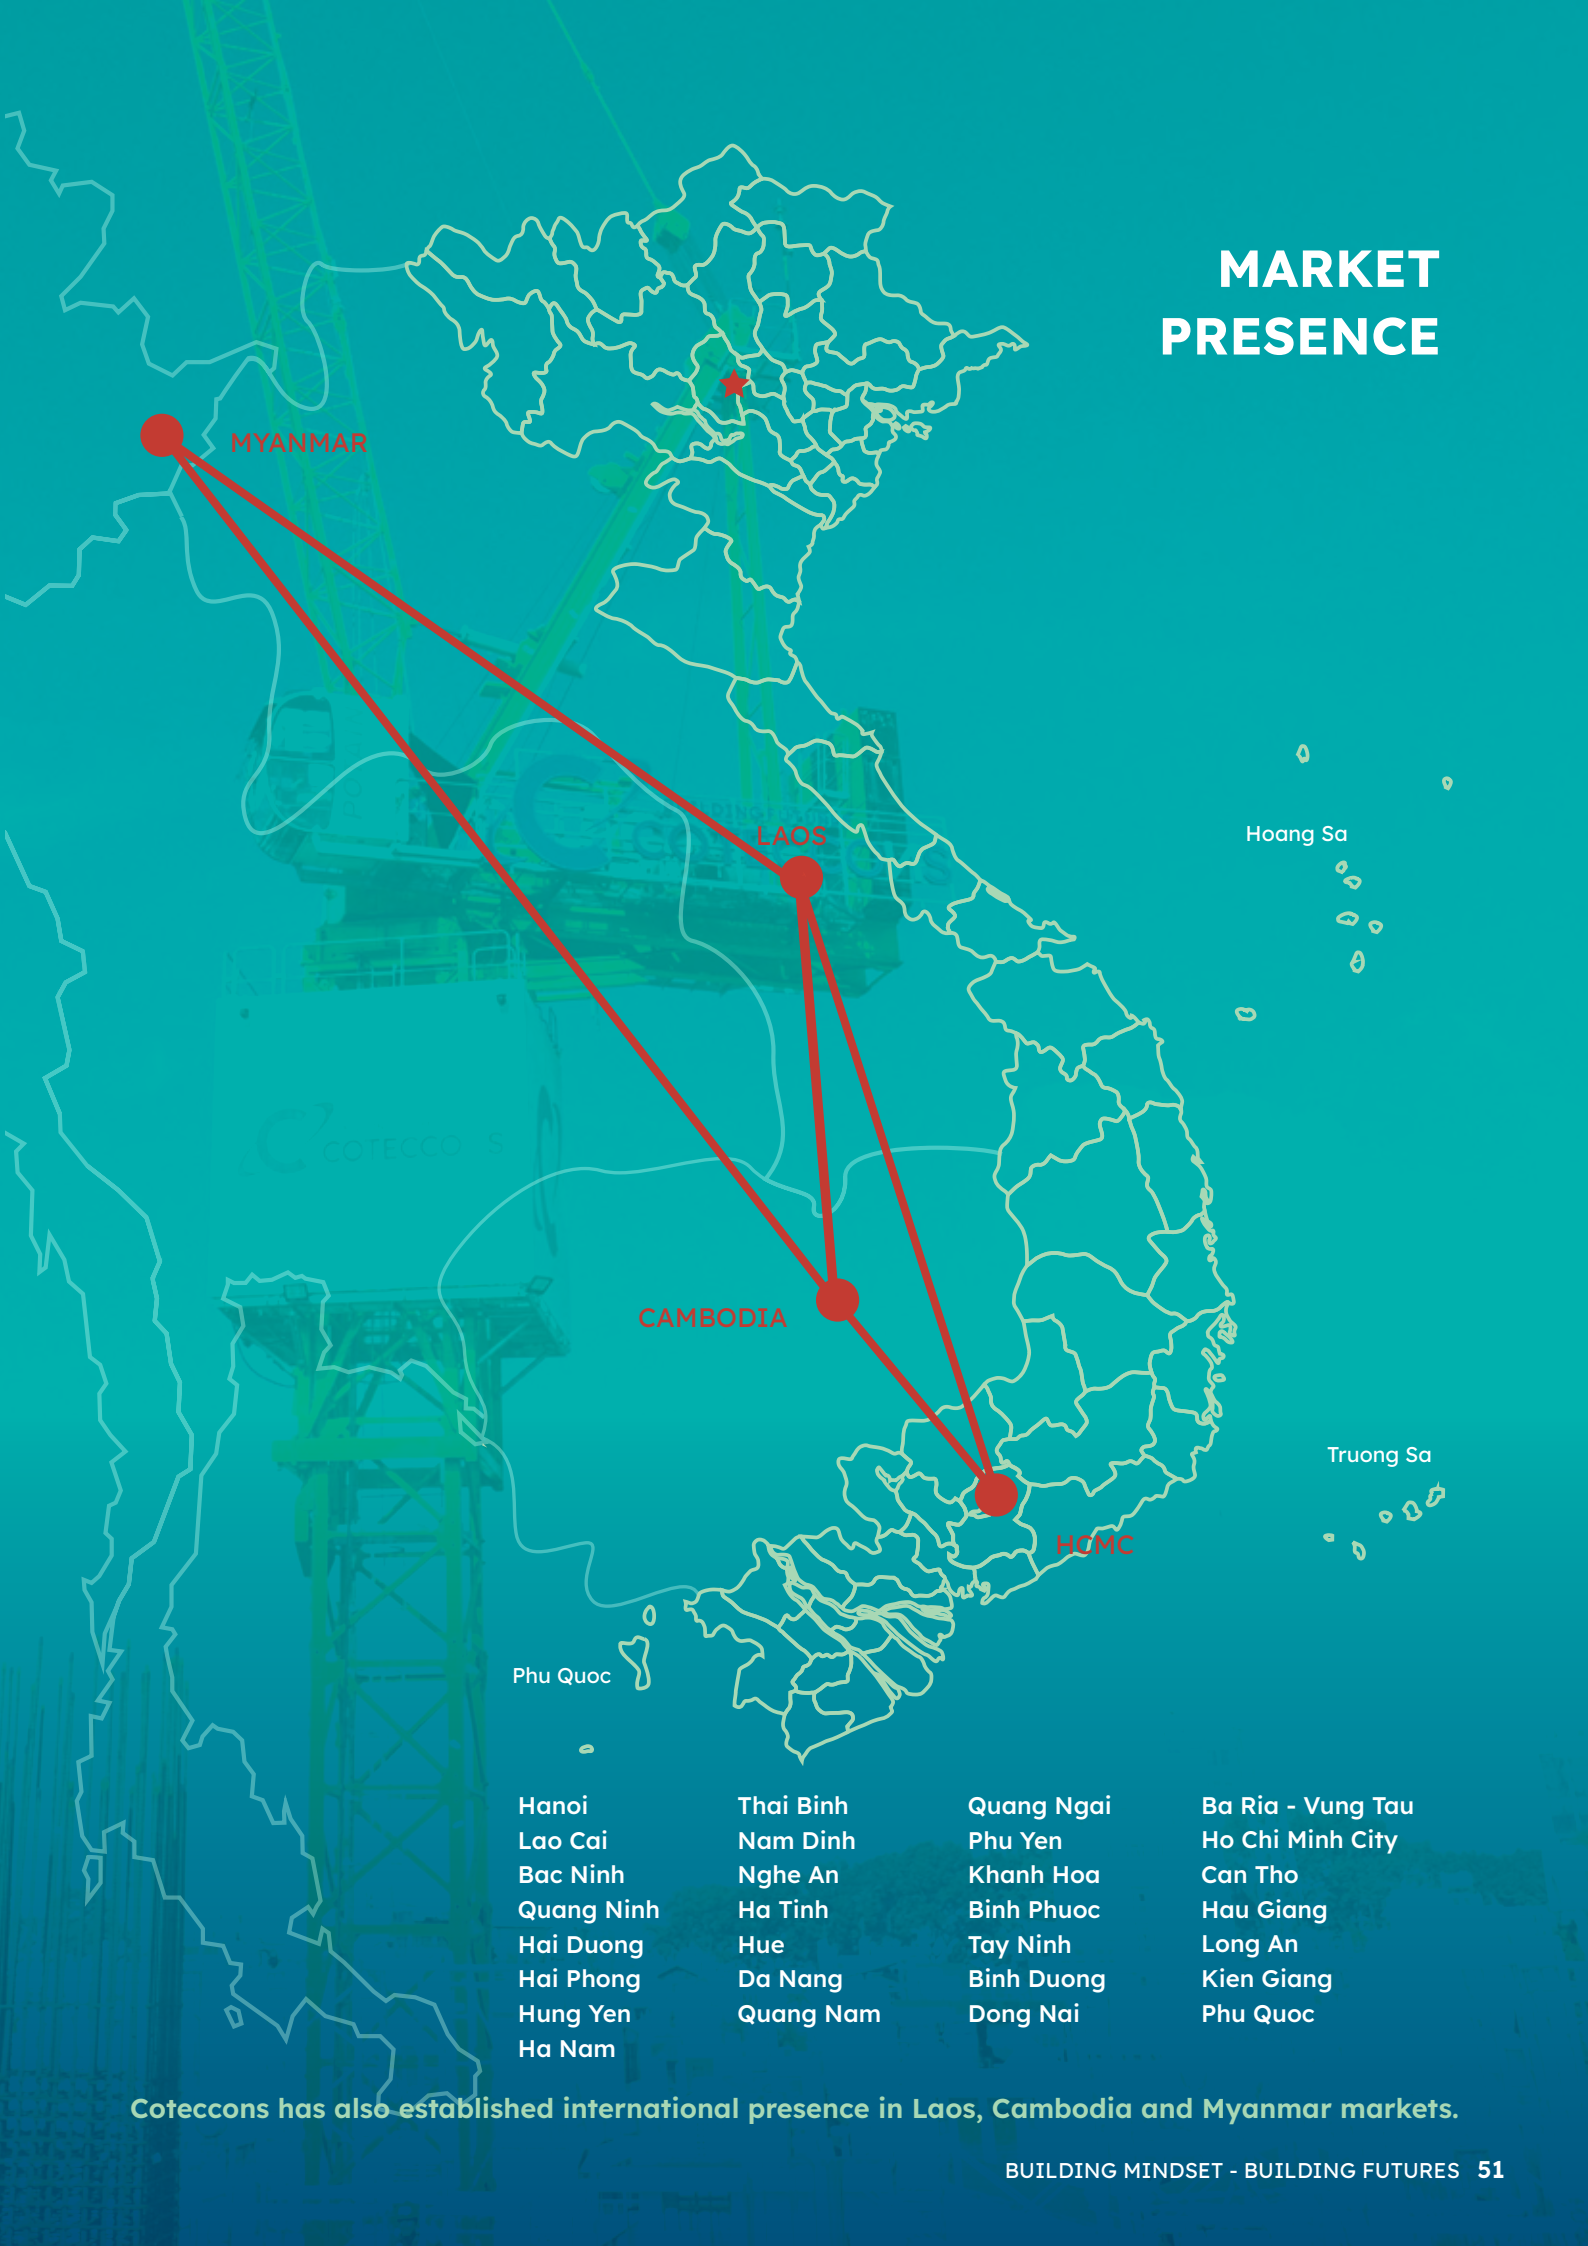 MARKET
PRESENCE
MYANMAR
LAOS
Hoang Sa
COTECCONS
CAMBODIA
Truong Sa
HCMC
Phu Quoc
Hanoi
Lao Cai
Bac Ninh
Quang Ninh
Hai Duong
Hai Phong
Hung Yen
Ha Nam
Thai Binh
Nam Dinh
Nghe An
Ha Tinh
Hue
Da Nang
Quang Nam
Quang Ngai
Phu Yen
Khanh Hoa
Binh Phuoc
Tay Ninh
Binh Duong
Dong Nai
Ba Ria - Vung Tau
Ho Chi Minh City
Can Tho
Hau Giang
Long An
Kien Giang
Phu Quoc
Coteccons has also established international presence in Laos, Cambodia and Myanmar markets.
BUILDING MINDSET - BUILDING FUTURES 51